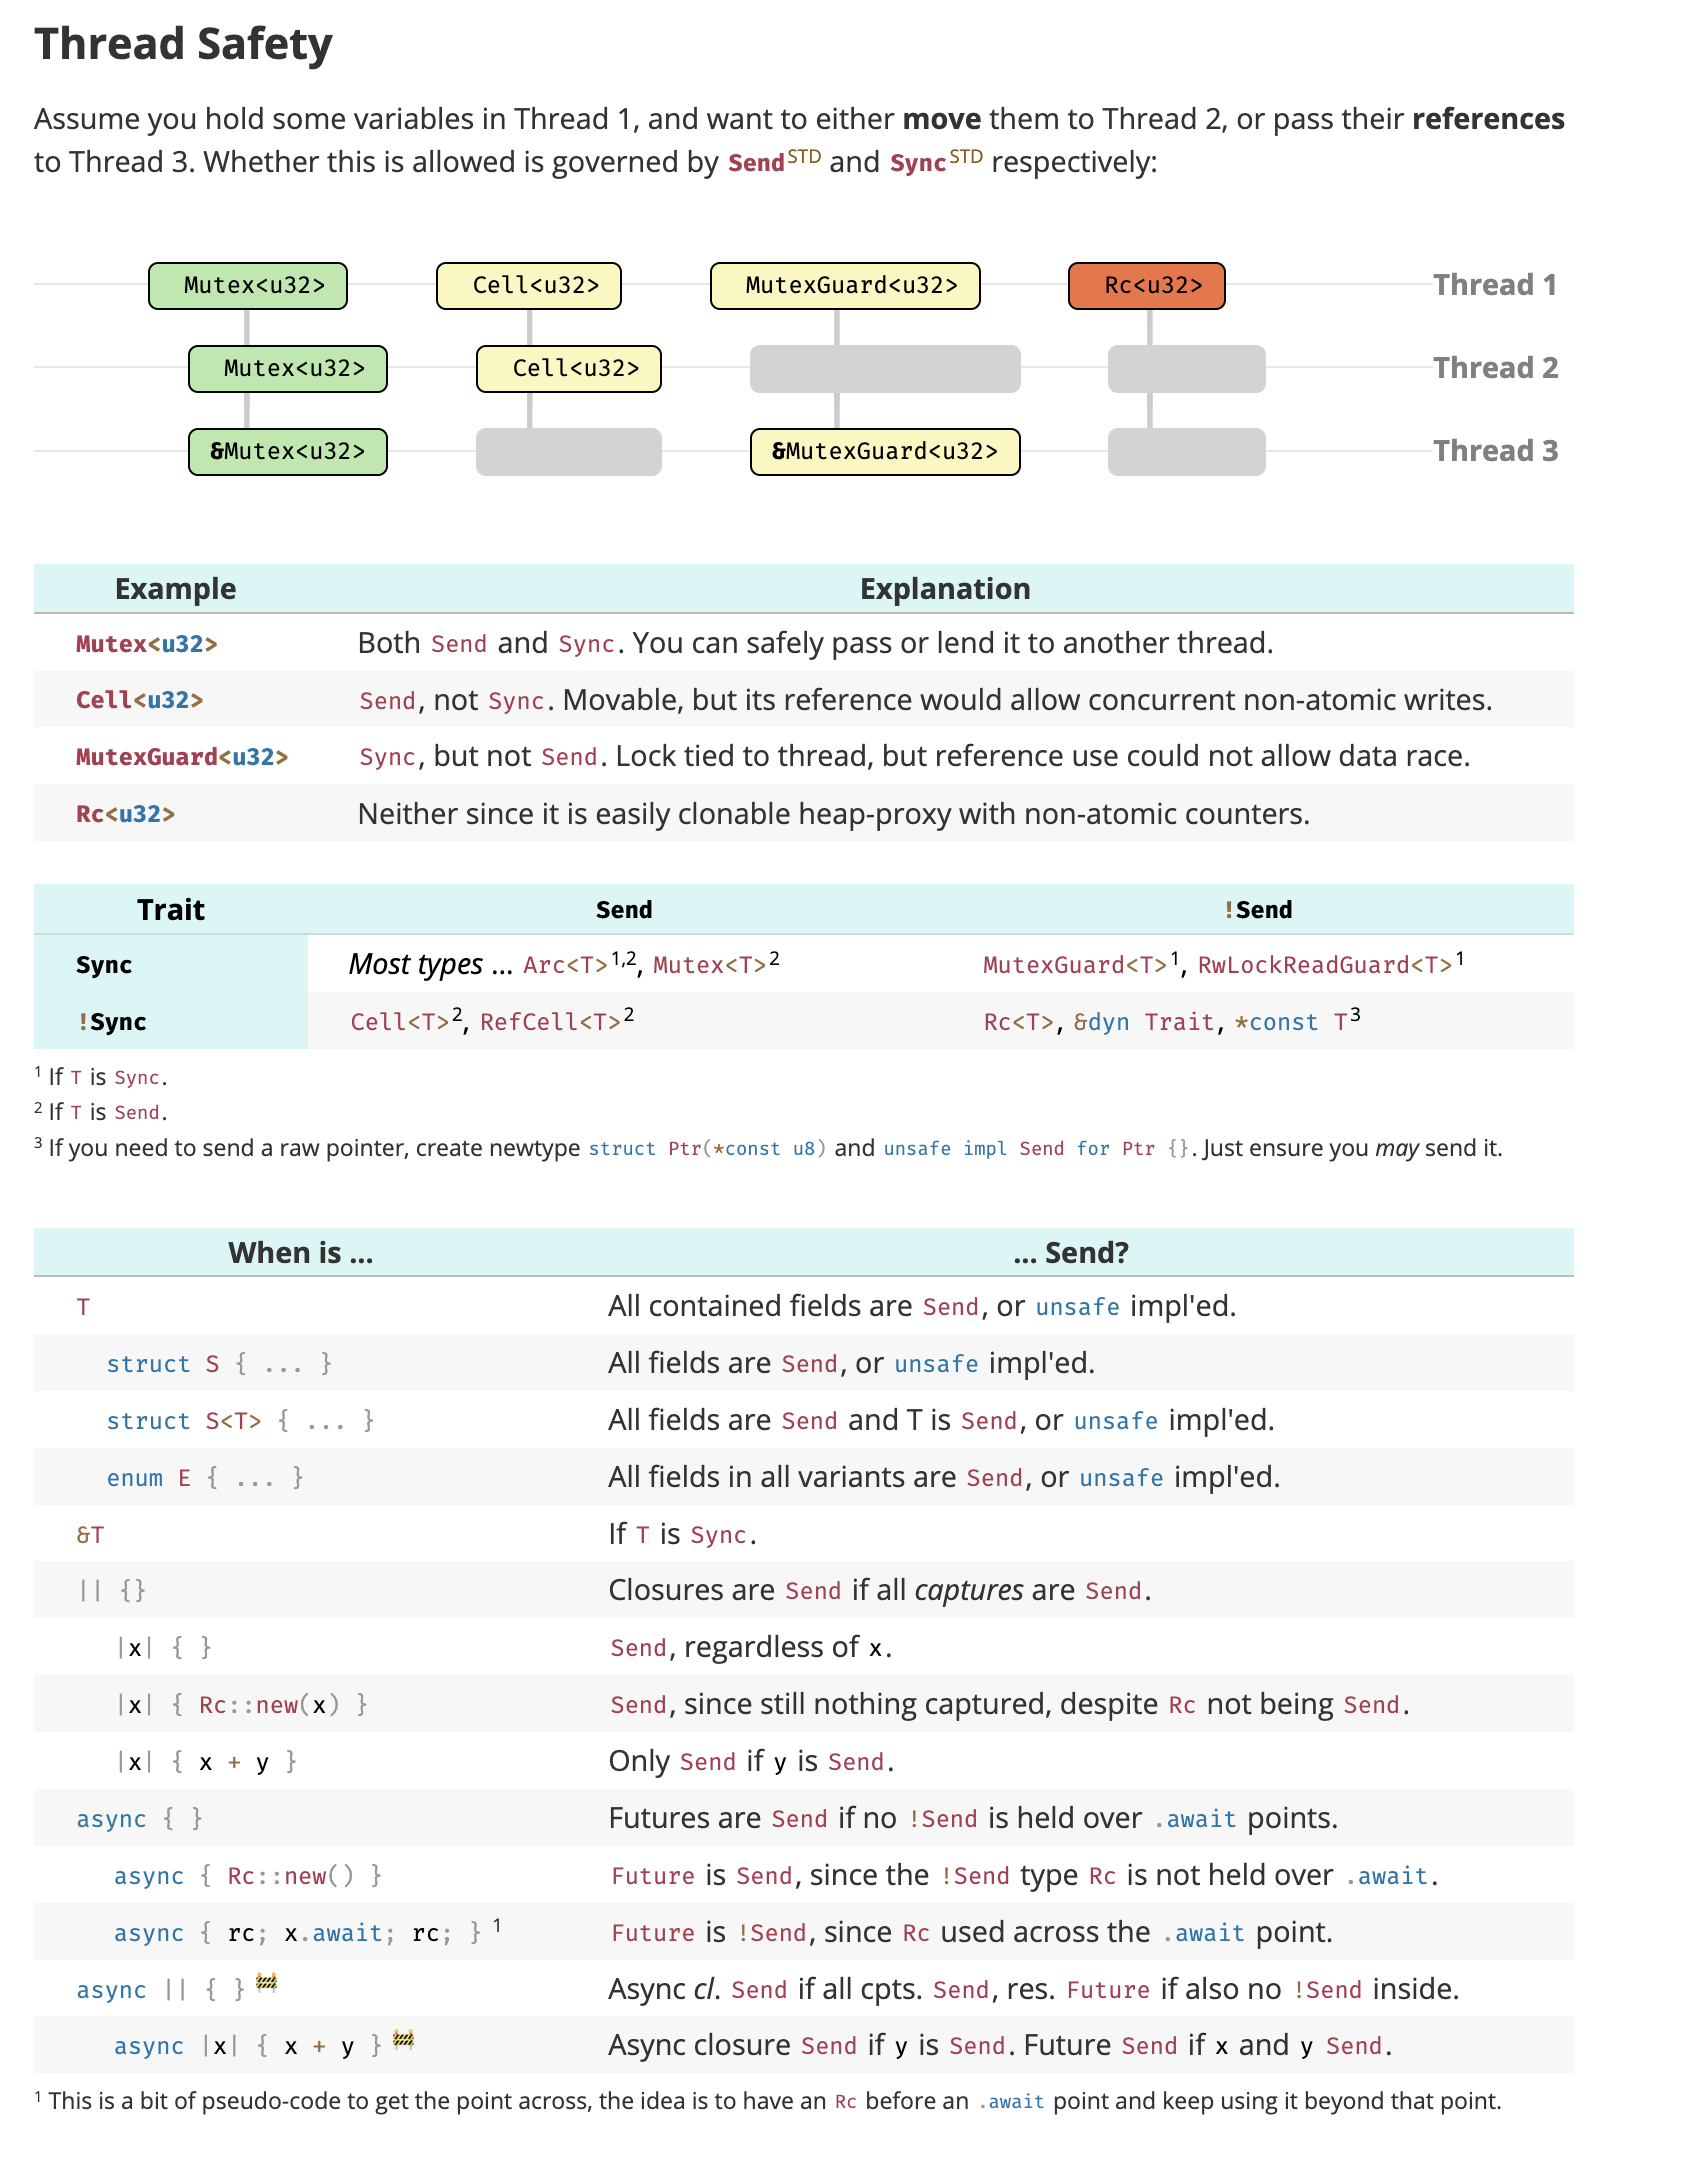 Thread Safety
Assume you hold some variables in Thread 1, and want to either move them to Thread 2, or pass their references
to Thread 3. Whether this is allowed is governed by Send STD and Sync STD respectively:
Mutex<u32> Cell<u32> MutexGuard<u32> Rc<u32> Thread 1
Mutex<u32> Cell<u32> Thread 2
&Mutex<u32> &MutexGuard<u32> Thread 3
Example Explanation
Mutex<u32> Both Send and Sync. You can safely pass or lend it to another thread.
Cell<u32> Send, not Sync. Movable, but its reference would allow concurrent non-atomic writes.
MutexGuard<u32> Sync, but not Send. Lock tied to thread, but reference use could not allow data race.
Rc<u32> Neither since it is easily clonable heap-proxy with non-atomic counters.
Trait Send !Send
Sync Most types ... Arc<T>1,2, Mutex<T>2 MutexGuard<T>1, RwLockReadGuard<T>1
!Sync Cell<T>2, RefCell<T>2 Rc<T>, &dyn Trait, *const T3
1 If T is Sync.
2 If T is Send.
3 If you need to send a raw pointer, create newtype struct Ptr(*const u8) and unsafe impl Send for Ptr {}. Just ensure you may send it.
When is ... ... Send?
T All contained fields are Send, or unsafe impl'ed.
struct S { ... } All fields are Send, or unsafe impl'ed.
struct S<T> { ... } All fields are Send and T is Send, or unsafe impl'ed.
enum E { ... } All fields in all variants are Send, or unsafe impl'ed.
&T If T is Sync.
|| {} Closures are Send if all captures are Send.
|x| { } Send, regardless of x.
|x| { Rc::new(x) } Send, since still nothing captured, despite Rc not being Send.
|x| { x + y } Only Send if y is Send.
async { } Futures are Send if no !Send is held over .await points.
async { Rc::new() } Future is Send, since the !Send type Rc is not held over .await.
async { rc; x.await; rc; } 1 Future is !Send, since Rc used across the .await point.
async || { } 🚧 Async cl. Send if all cpts. Send, res. Future if also no !Send inside.
async |x| { x + y } 🚧 Async closure Send if y is Send. Future Send if x and y Send.
1 This is a bit of pseudo-code to get the point across, the idea is to have an Rc before an .await point and keep using it beyond that point.